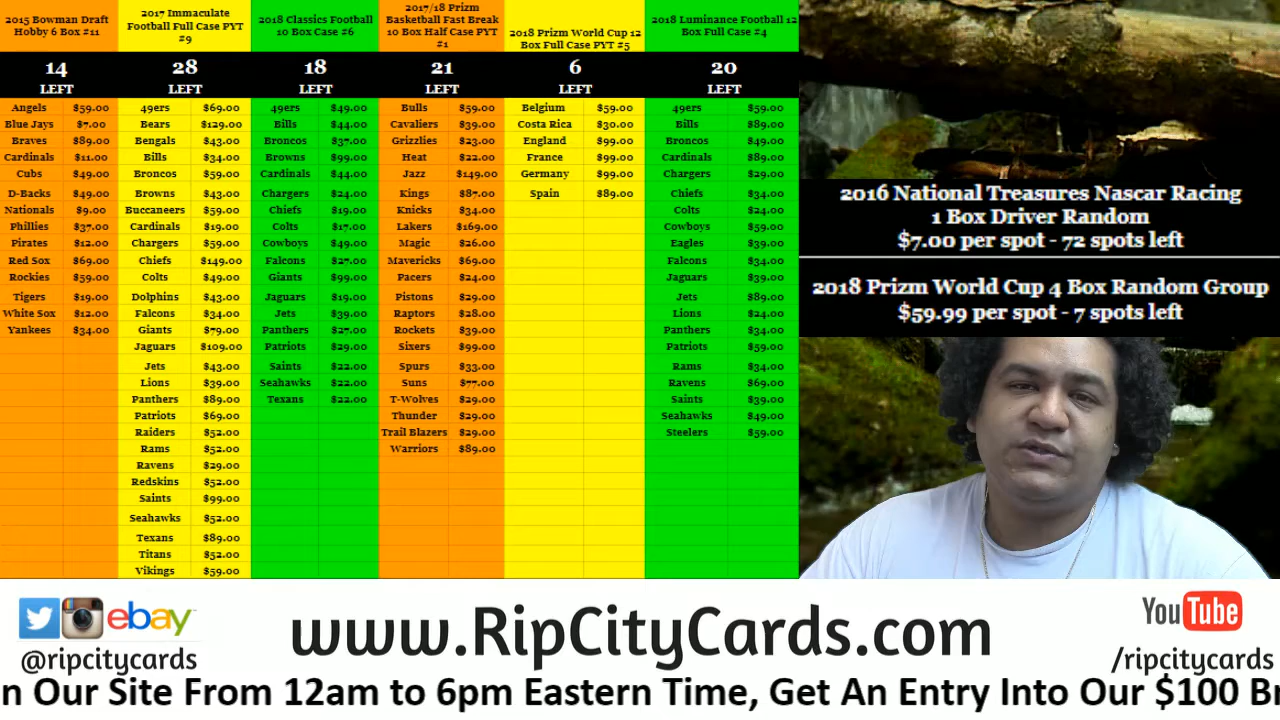 2015 Bowman Draft
Hobby 6 Box #11
14
LEFT
Angels $59.00
Blue Jays $7.00
Braves $89.00
Cardinals $11.00
Cubs $49.00
D-Backs $49.00
Nationals $9.00
Phillies $37.00
Pirates $12.00
Red Sox $69.00
Rockies $59.00
Tigers $19.00
White Sox $12.00
Yankees $34.00
2017 Immaculate
Football Full Case PYT
#9
28
LEFT
49ers $69.00
Bears $129.00
Bengals $43.00
Bills $34.00
Broncos $59.00
Browns $43.00
Buccaneers $59.00
Cardinals $19.00
Chargers $59.00
Chiefs $149.00
Colts $49.00
Dolphins $43.00
Falcons $34.00
Giants $79.00
Jaguars $109.00
Jets $43.00
Lions $39.00
Panthers $89.00
Patriots $69.00
Raiders $52.00
Rams $52.00
Ravens $29.00
Redskins $52.00
Saints $99.00
Seahawks $52.00
Texans $89.00
Titans $52.00
Vikings $59.00
2018 Classics Football
10 Box Case #6
18
LEFT
49ers $49.00
Bills $44.00
Broncos $37.00
Browns $99.00
Cardinals $44.00
Chargers $24.00
Chiefs $19.00
Colts $17.00
Cowboys $49.00
Falcons $27.00
Giants $99.00
Jaguars $19.00
Jets $39.00
Panthers $27.00
Patriots $29.00
Saints $22.00
Seahawks $22.00
Texans $22.00
2017/18 Prizm
Basketball Fast Break
10 Box Half Case PYT
#1
21
LEFT
Bulls $59.00
Cavaliers $39.00
Grizzlies $23.00
Heat $22.00
Jazz $149.00
Kings $87.00
Knicks $34.00
Lakers $169.00
Magic $26.00
Mavericks $69.00
Pacers $24.00
Pistons $29.00
Raptors $28.00
Rockets $39.00
Sixers $99.00
Spurs $33.00
Suns $77.00
T-Wolves $29.00
Thunder $29.00
Trail Blazers $29.00
Warriors $89.00
2018 Prizm World Cup 12
Box Full Case PYT #5
6
LEFT
Belgium $59.00
Costa Rica $30.00
England $99.00
France $99.00
Germany $99.00
Spain $89.00
2018 Luminance Football 12
Box Full Case #4
20
LEFT
49ers $59.00
Bills $89.00
Broncos $49.00
Cardinals $89.00
Chargers $29.00
Chiefs $34.00
Colts $24.00
Cowboys $59.00
Eagles $39.00
Falcons $34.00
Jaguars $39.00
Jets $89.00
Lions $24.00
Panthers $34.00
Patriots $59.00
Rams $34.00
Ravens $69.00
Saints $39.00
Seahawks $49.00
Steelers $59.00
2016 National Treasures Nascar Racing
1 Box Driver Random
$7.00 per spot - 72 spots left
2018 Prizm World Cup 4 Box Random Group
$59.99 per spot - 7 spots left
ebay
@ripcitycards
www.RipCityCards.com
YouTube
/ripcitycards
n Our Site From 12am to 6pm Eastern Time, Get An Entry Into Our $100 Br